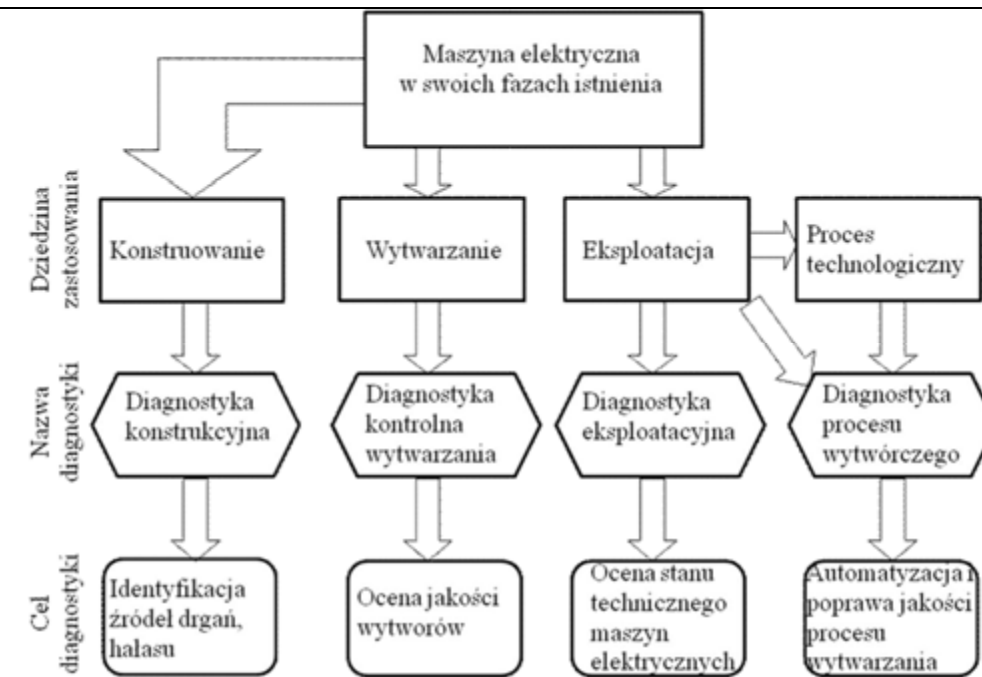 Maszyna elektryczna
w swoich fazach istnienia
Dziedzina
zastosowania
Konstruowanie
Wytwarzanie
Eksploatacja
Proces
technologiczny
Nazwa
diagnostyki
Diagnostyka
konstrukcyjna
Diagnostyka
kontrolna
wytwarzania
Diagnostyka
eksploatacyjna
Diagnostyka
procesu
wytwórczego
Cel
diagnostyki
Identyfikacja
źródeł drgań,
hałasu
Ocena jakości
wytworów
Ocena stanu
technicznego
maszyn
elektrycznych
Automatyzacja i
poprawa jakości
procesu
wytwarzania